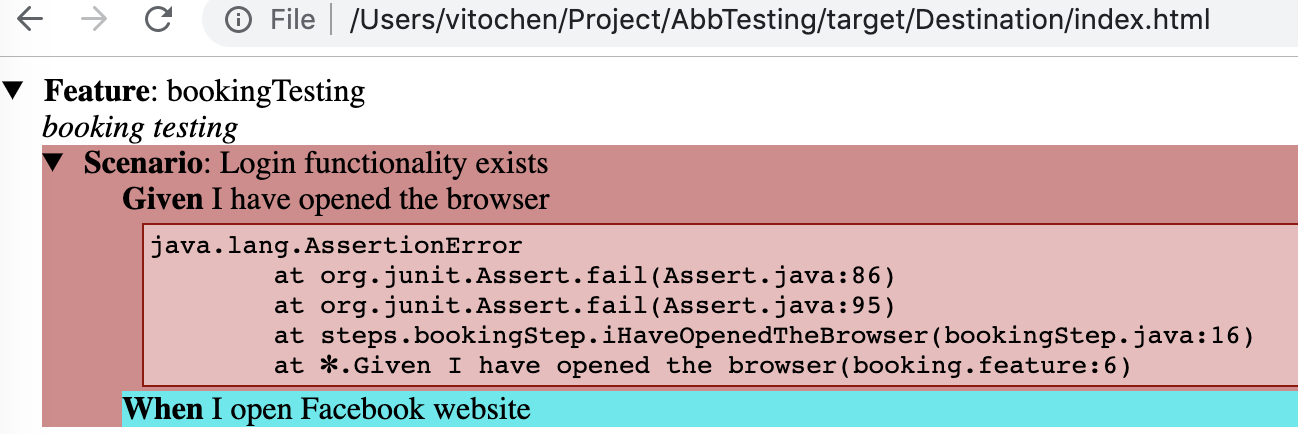 File | /Users/vitochen/Project/AbbTesting/target/Destination/index.html
Feature: bookingTesting
booking testing
Scenario: Login functionality exists
Given I have opened the browser
java.lang.AssertionError
at org.junit.Assert.fail(Assert.java:86)
at org.junit.Assert.fail(Assert.java:95)
at steps.bookingStep.iHaveOpenedTheBrowser(bookingStep.java:16)
at ✻.Given I have opened the browser(booking.feature:6)
When I open Facebook website